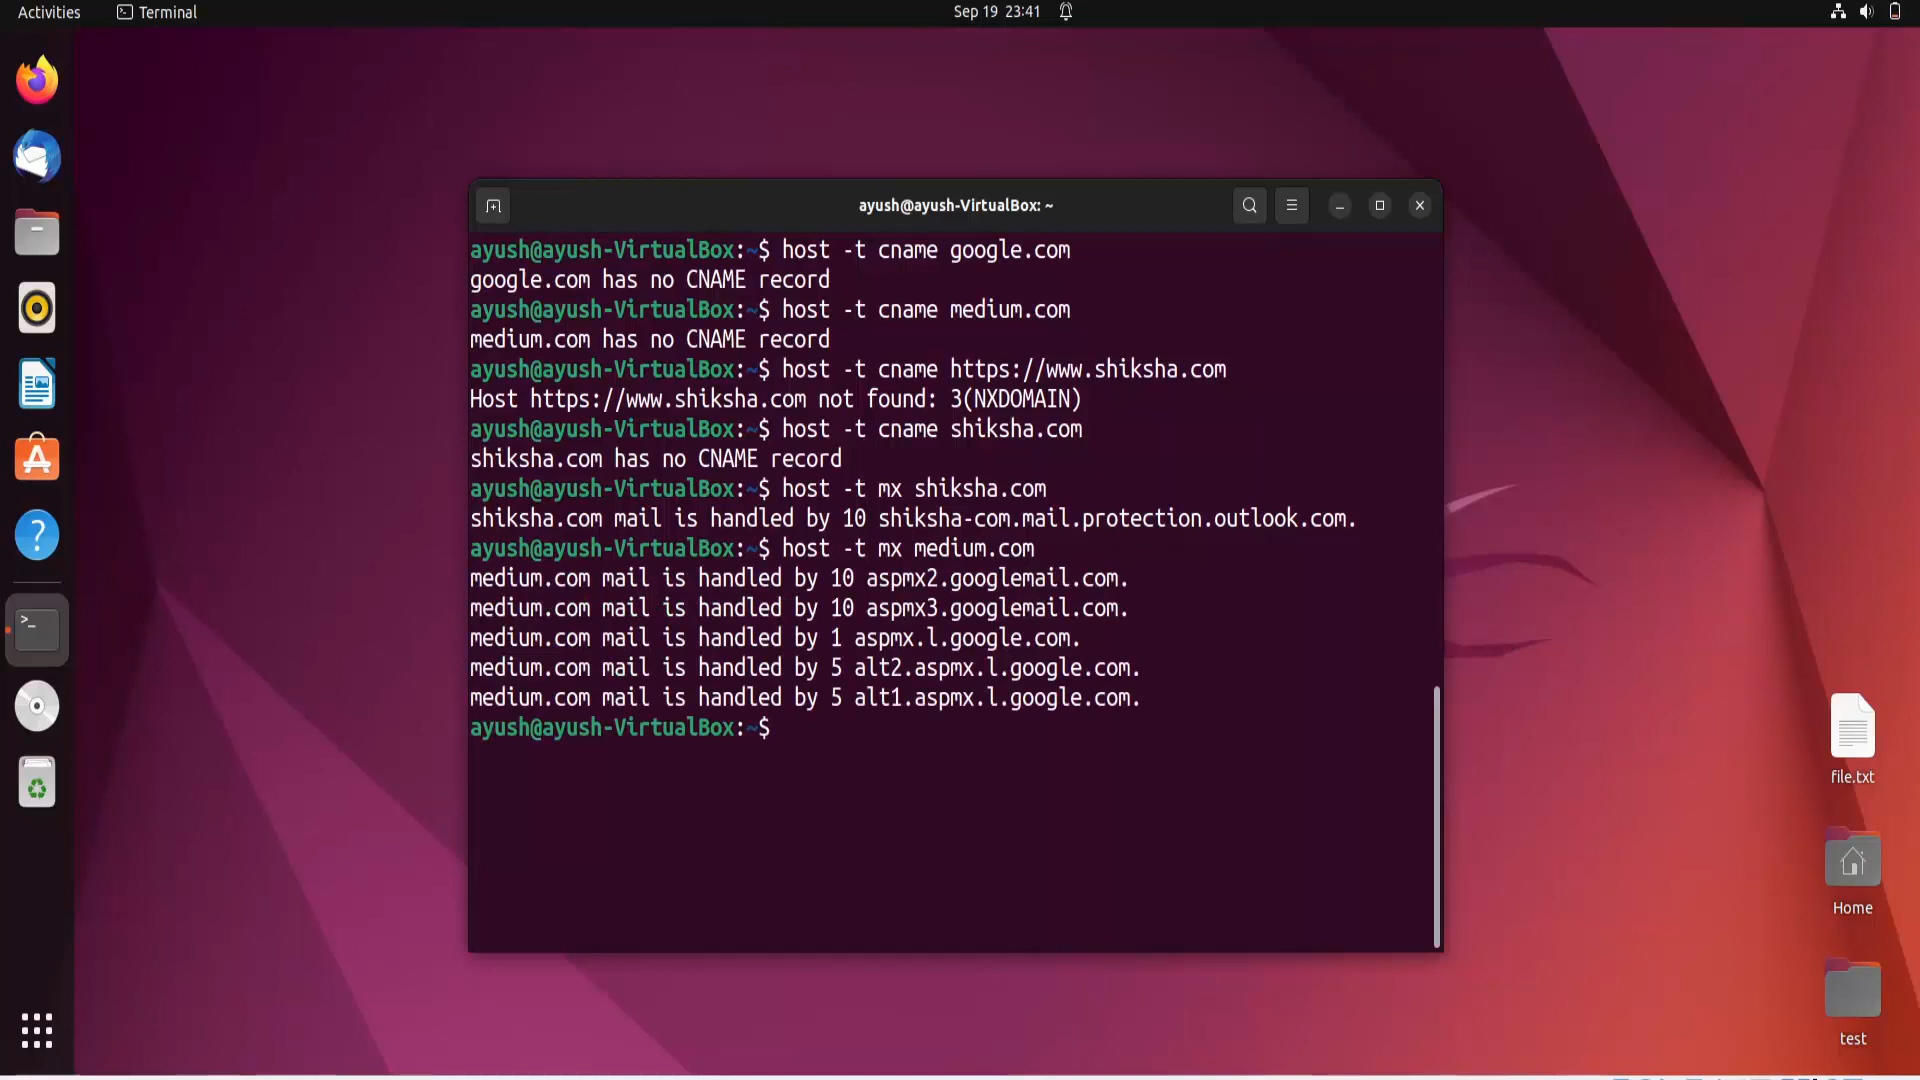 Activities
Terminal
Sep 19 23:41
ayush@ayush-VirtualBox: ~
ayush@ayush-VirtualBox:~$ host -t cname google.com
google.com has no CNAME record
ayush@ayush-VirtualBox:~$ host -t cname medium.com
medium.com has no CNAME record
ayush@ayush-VirtualBox:~$ host -t cname https://www.shiksha.com
Host https://www.shiksha.com not found: 3(NXDOMAIN)
ayush@ayush-VirtualBox:~$ host -t cname shiksha.com
shiksha.com has no CNAME record
ayush@ayush-VirtualBox:~$ host -t mx shiksha.com
shiksha.com mail is handled by 10 shiksha-com.mail.protection.outlook.com.
ayush@ayush-VirtualBox:~$ host -t mx medium.com
medium.com mail is handled by 10 aspmx2.googlemail.com.
medium.com mail is handled by 10 aspmx3.googlemail.com.
medium.com mail is handled by 1 aspmx.l.google.com.
medium.com mail is handled by 5 alt2.aspmx.l.google.com.
medium.com mail is handled by 5 alt1.aspmx.l.google.com.
ayush@ayush-VirtualBox:~$
file.txt
Home
test